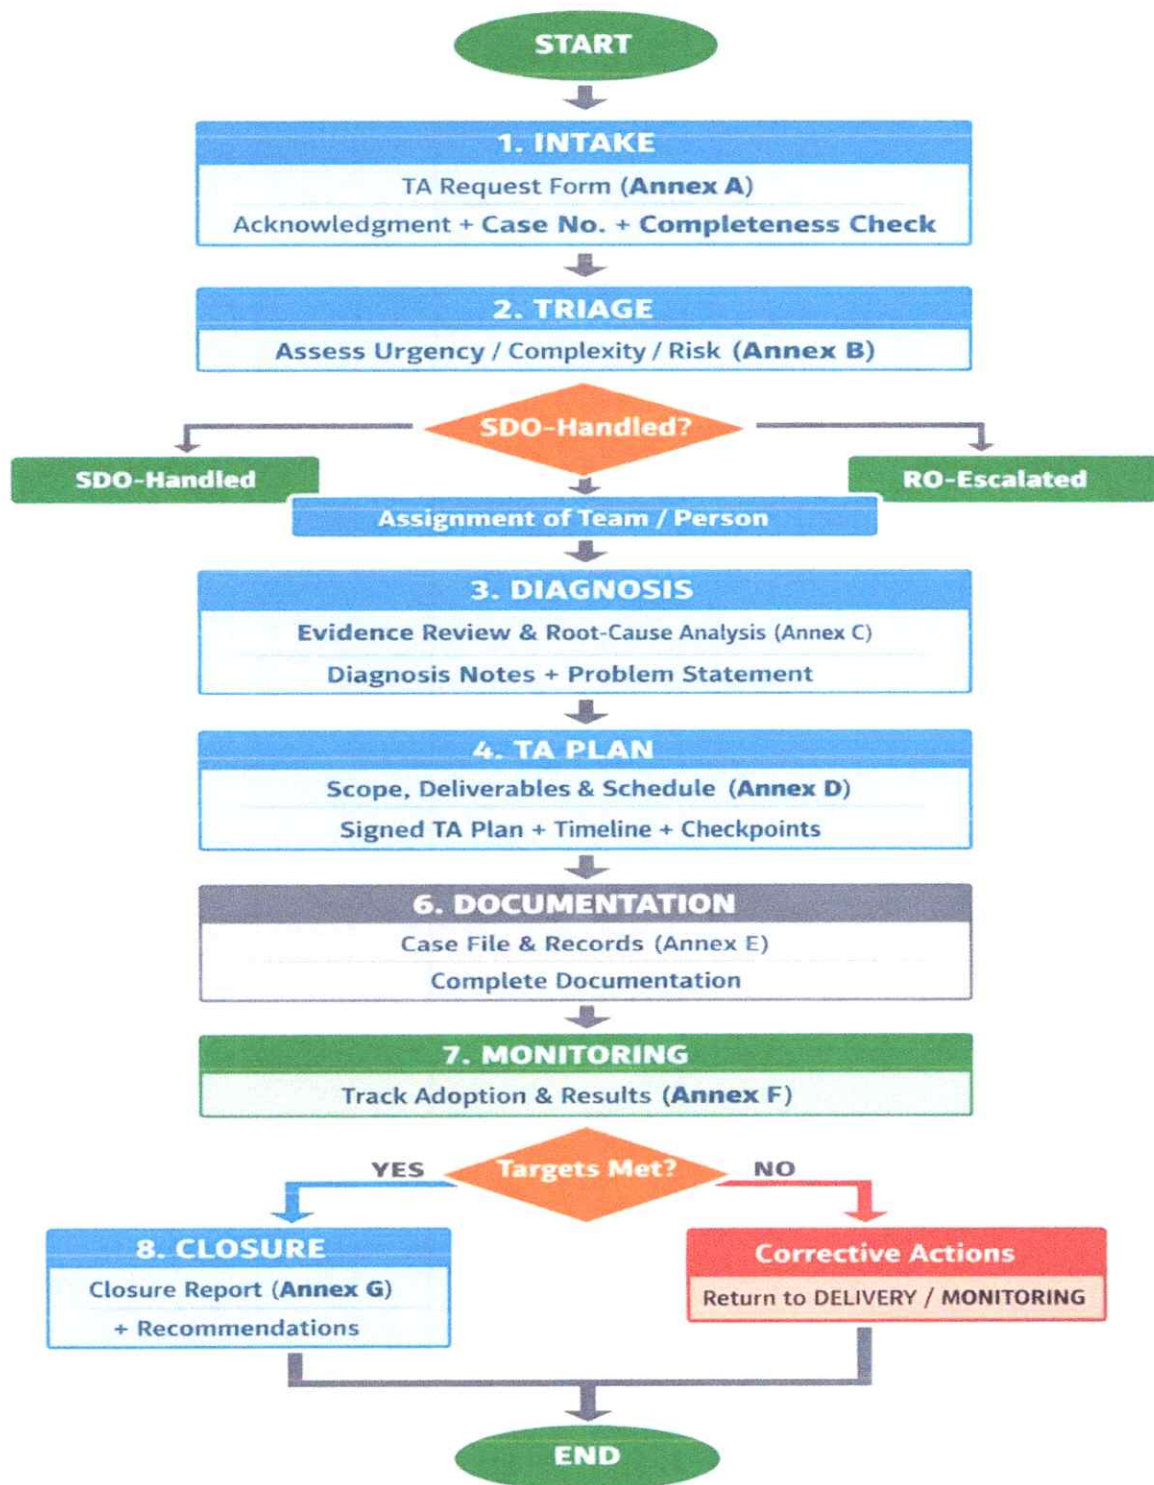 START
1. INTAKE
TA Request Form (Annex A)
Acknowledgment + Case No. + Completeness Check
2. TRIAGE
Assess Urgency / Complexity / Risk (Annex B)
SDO-Handled?
SDO-Handled
RO-Escalated
Assignment of Team / Person
3. DIAGNOSIS
Evidence Review & Root-Cause Analysis (Annex C)
Diagnosis Notes + Problem Statement
4. TA PLAN
Scope, Deliverables & Schedule (Annex D)
Signed TA Plan + Timeline + Checkpoints
6. DOCUMENTATION
Case File & Records (Annex E)
Complete Documentation
7. MONITORING
Track Adoption & Results (Annex F)
Targets Met?
YES
NO
8. CLOSURE
Closure Report (Annex G)
+ Recommendations
Corrective Actions
Return to DELIVERY / MONITORING
END